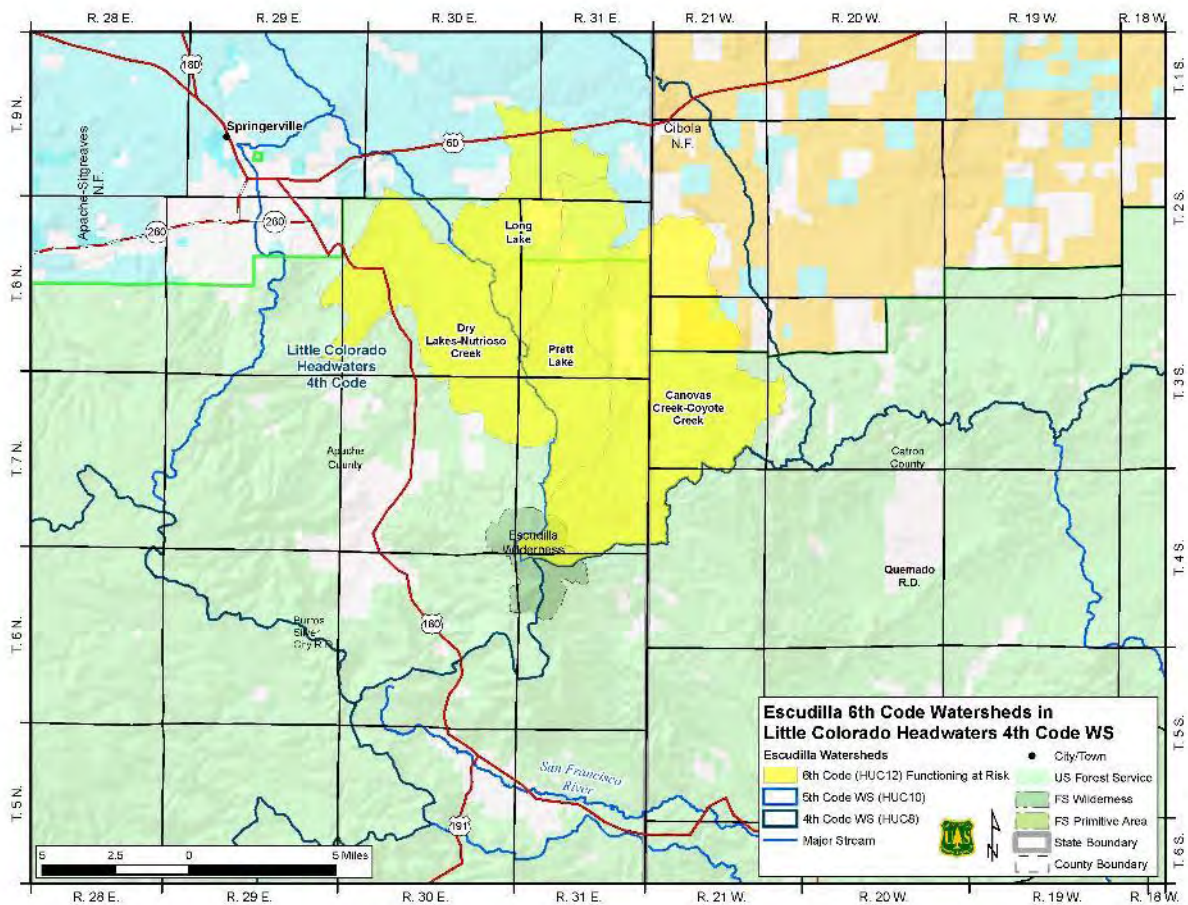 R. 28 E.
R. 29 E.
R. 30 E.
R. 31 E.
R. 21 W.
R. 20 W.
R. 19 W.
R. 18 W.
T. 9 N.
T. 8 N.
T. 7 N.
T. 6 N.
T. 5 N.
T. 1 S.
T. 2 S.
T. 3 S.
T. 4 S.
T. 5 S.
T. 6 S.
180
Springerville
60
Cibola
N.F.
Apache-Sitgreaves
N.F.
260
260
Long
Lake
Dry
Lakes-Nutrioso
Creek
Pratt
Lake
Little Colorado
Headwaters
4th Code
Canovas
Creek-Coyote
Creek
Apache
County
Catron
County
Escudilla
Wilderness
Quemado
R.D.
Silver
City R.D.
180
San Francisco
River
191
5 2.5 0 5 Miles
Escudilla 6th Code Watersheds in
Little Colorado Headwaters 4th Code WS
Escudilla Watersheds
6th Code (HUC12) Functioning at Risk
5th Code WS (HUC10)
4th Code WS (HUC8)
Major Stream
City/Town
US Forest Service
FS Wilderness
FS Primitive Area
State Boundary
County Boundary
U S
N
R. 28 E.
R. 29 E.
R. 30 E.
R. 31 E.
R. 21 W.
R. 20 W.
R. 19 W.
R. 18 W.